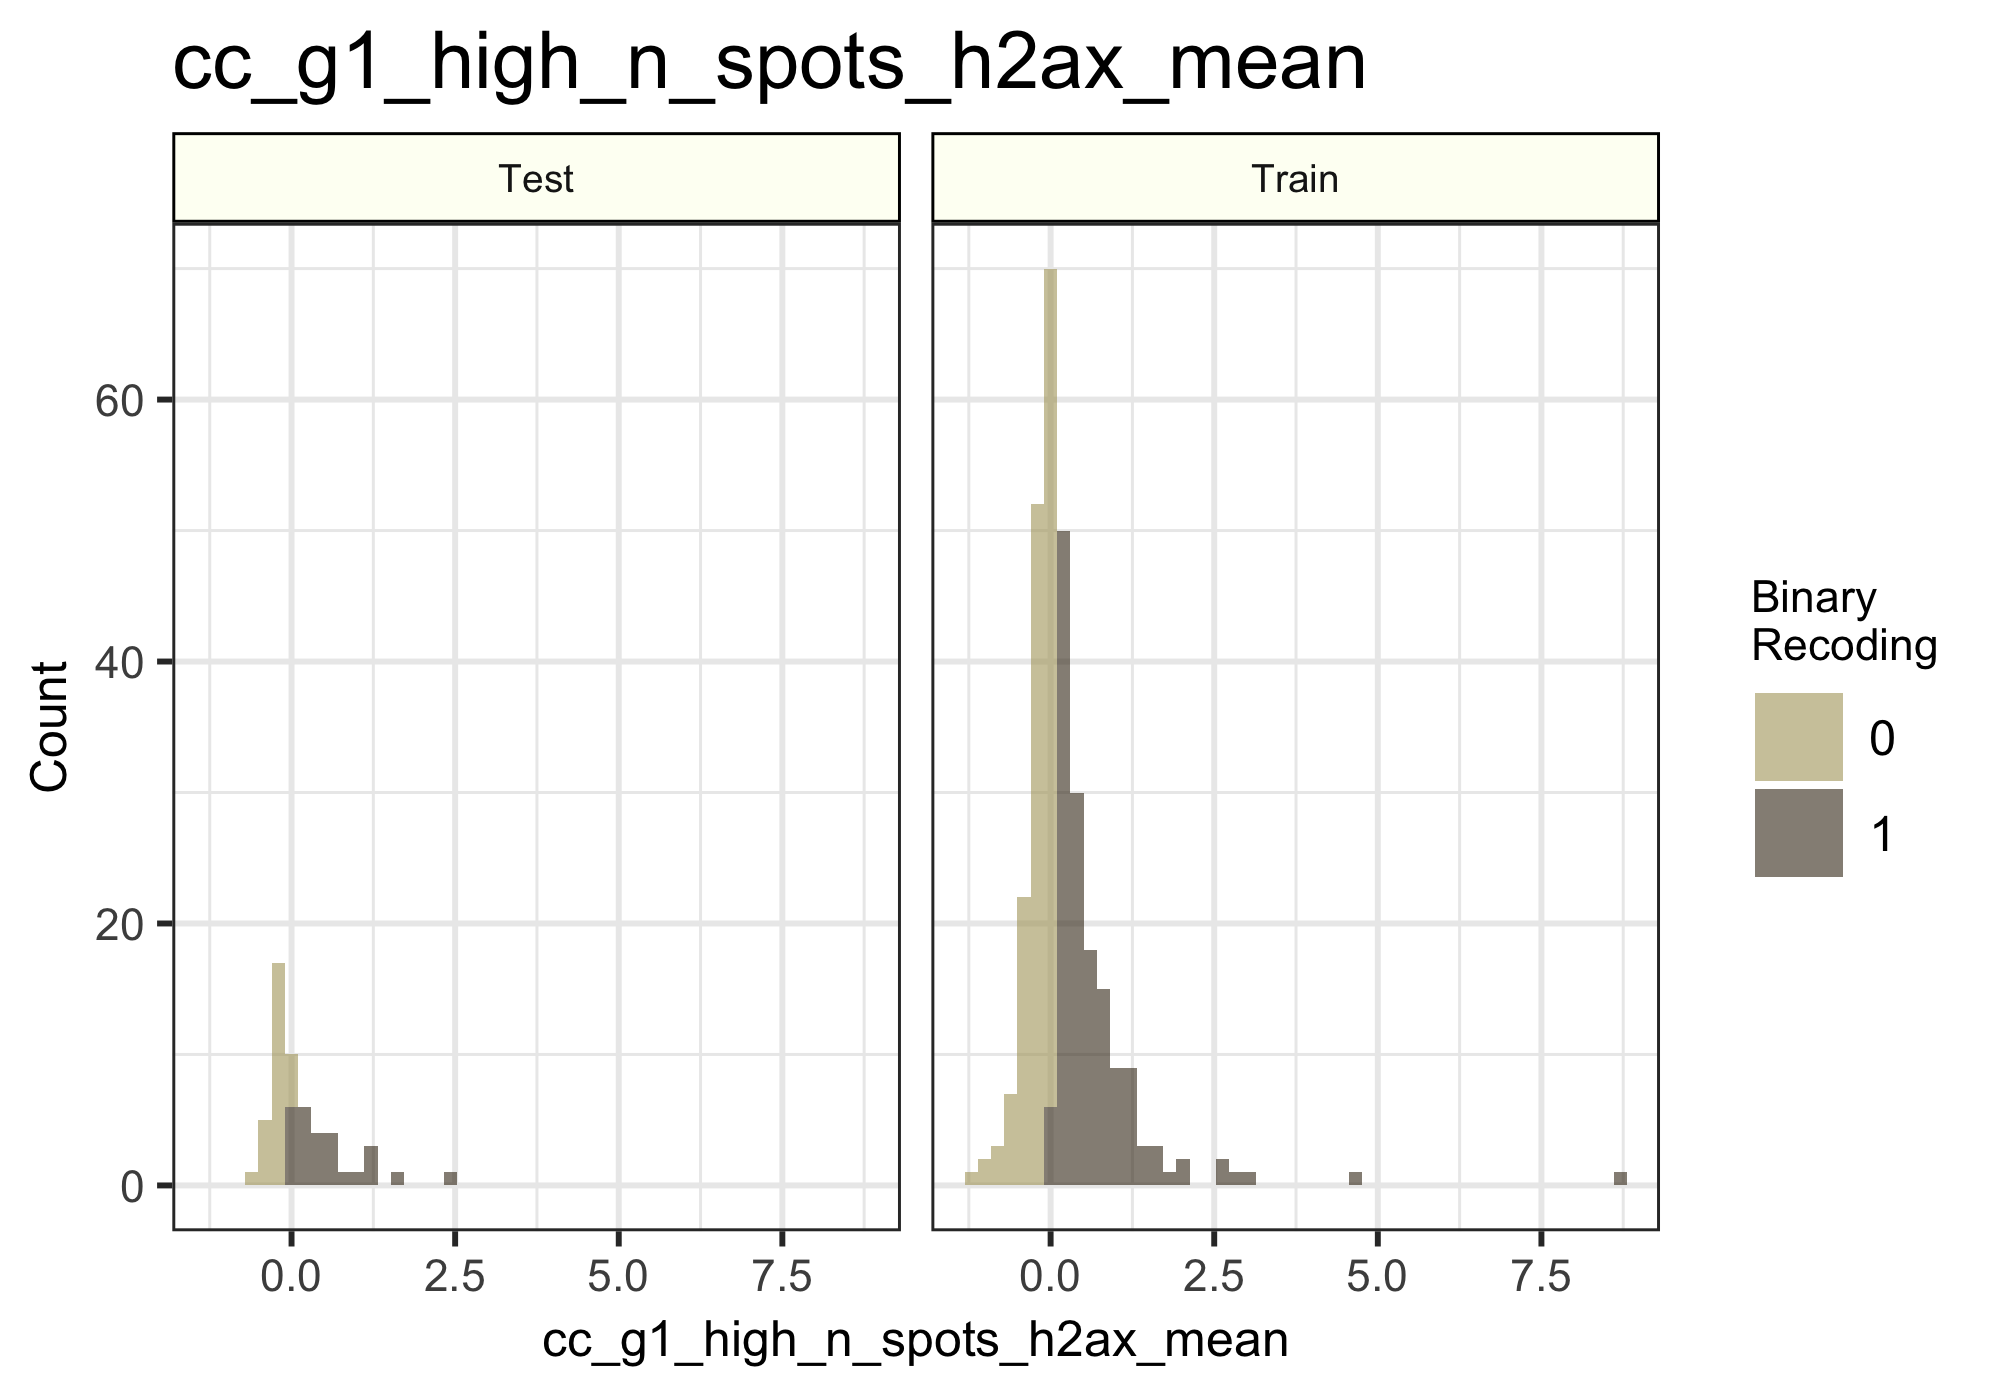 cc_g1_high_n_spots_h2ax_mean
Test
Train
60
40
20
0
Count
0.0 2.5 5.0 7.5
0.0 2.5 5.0 7.5
cc_g1_high_n_spots_h2ax_mean
Binary
Recoding
0
1